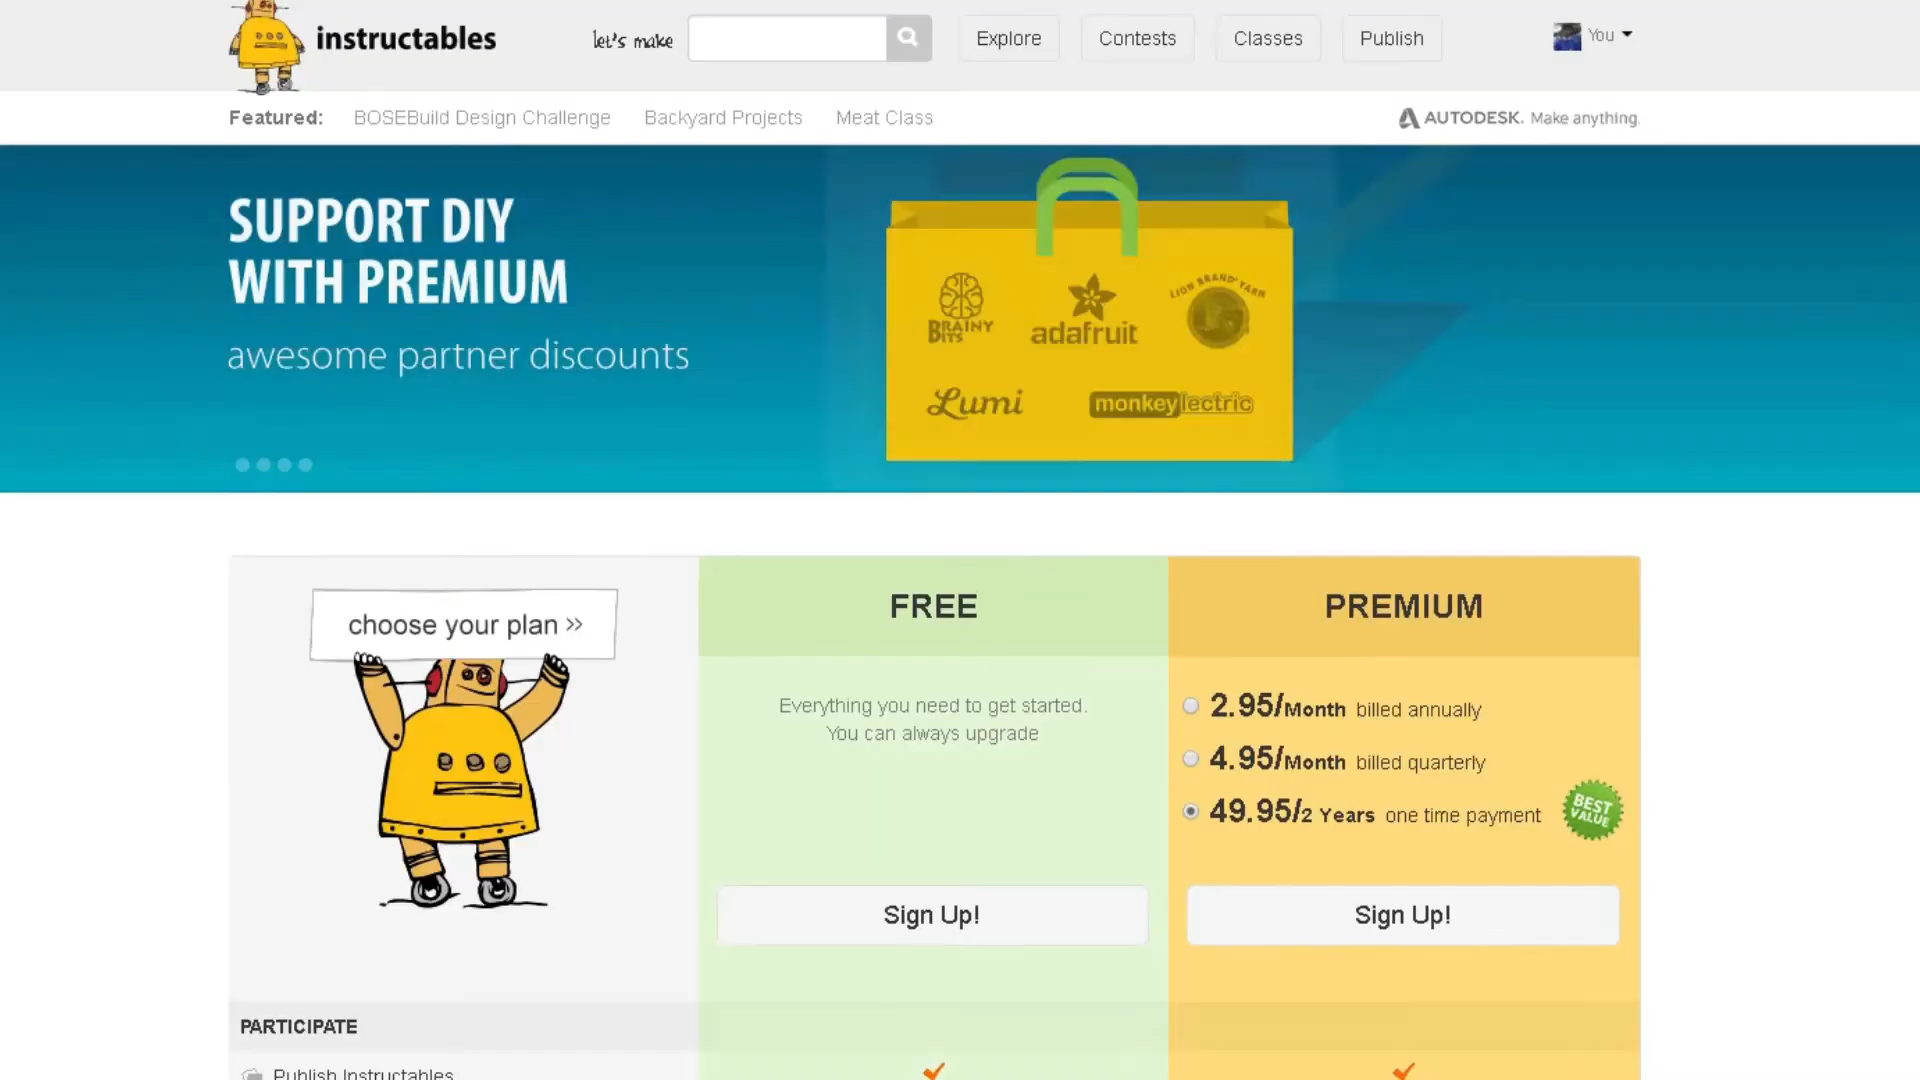 instructables
let's make
Explore
Contests
Classes
Publish
You
Featured:
BOSEBuild Design Challenge
Backyard Projects
Meat Class
AUTODESK. Make anything.
SUPPORT DIY
WITH PREMIUM
awesome partner discounts
BRAINY
BITS
adafruit
LION BRAND YARN
Lumi
monkeylectric
choose your plan >>
FREE
PREMIUM
Everything you need to get started.
You can always upgrade
2.95/Month billed annually
4.95/Month billed quarterly
49.95/2 Years one time payment
BEST
VALUE
Sign Up!
Sign Up!
PARTICIPATE
Publish Instructables